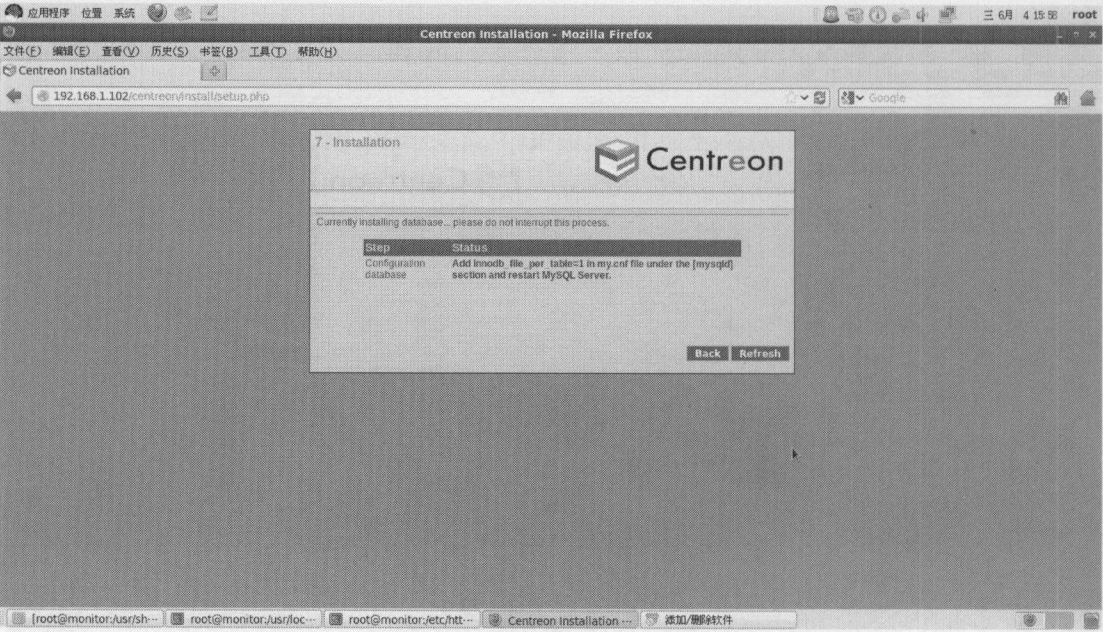 应用程序 位置 系统
三 6月 4 15:58 root
Centreon Installation - Mozilla Firefox
文件(F) 编辑(E) 查看(V) 历史(S) 书签(B) 工具(T) 帮助(H)
Centreon Installation
192.168.1.102/centreon/install/setup.php
Google
7 - Installation
Centreon
Currently installing database... please do not interrupt this process.
Step Status
Configuration database
Add innodb_file_per_table=1 in my.cnf file under the [mysqld]
section and restart MySQL Server.
Back Refresh
[root@monitor:/usr/sh··· root@monitor:/usr/loc··· root@monitor:/etc/htt··· Centreon Installation ··· 添加/删除软件